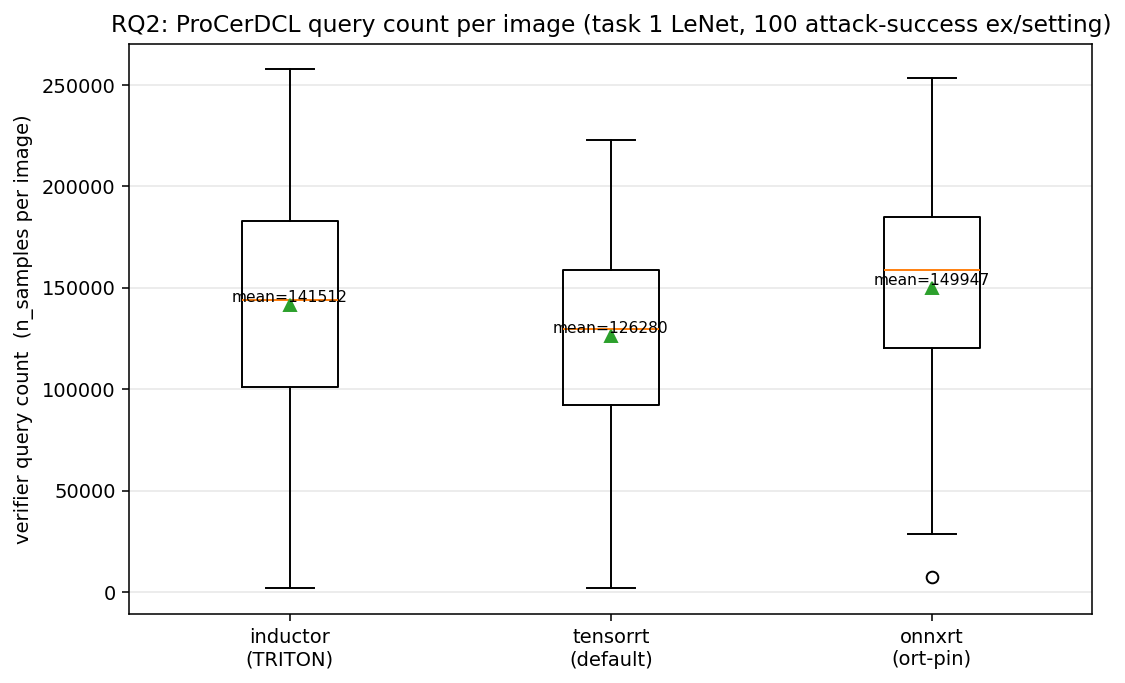 RQ2: ProCerDCL query count per image (task 1 LeNet, 100 attack-success ex/setting)
verifier query count  (n_samples per image)
250000
200000
150000
100000
50000
0
mean=141512
mean=126280
mean=149947
inductor
(TRITON)
tensorrt
(default)
onnxrt
(ort-pin)